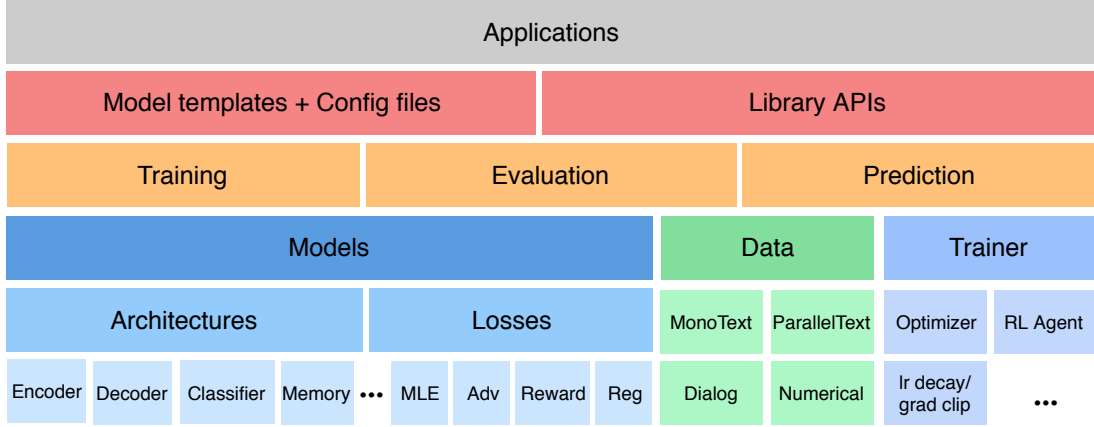 Applications
Model templates + Config files
Library APIs
Training
Evaluation
Prediction
Models
Data
Trainer
Architectures
Losses
MonoText
ParallelText
Optimizer
RL Agent
Encoder
Decoder
Classifier
Memory
...
MLE
Adv
Reward
Reg
Dialog
Numerical
lr decay/
grad clip
...